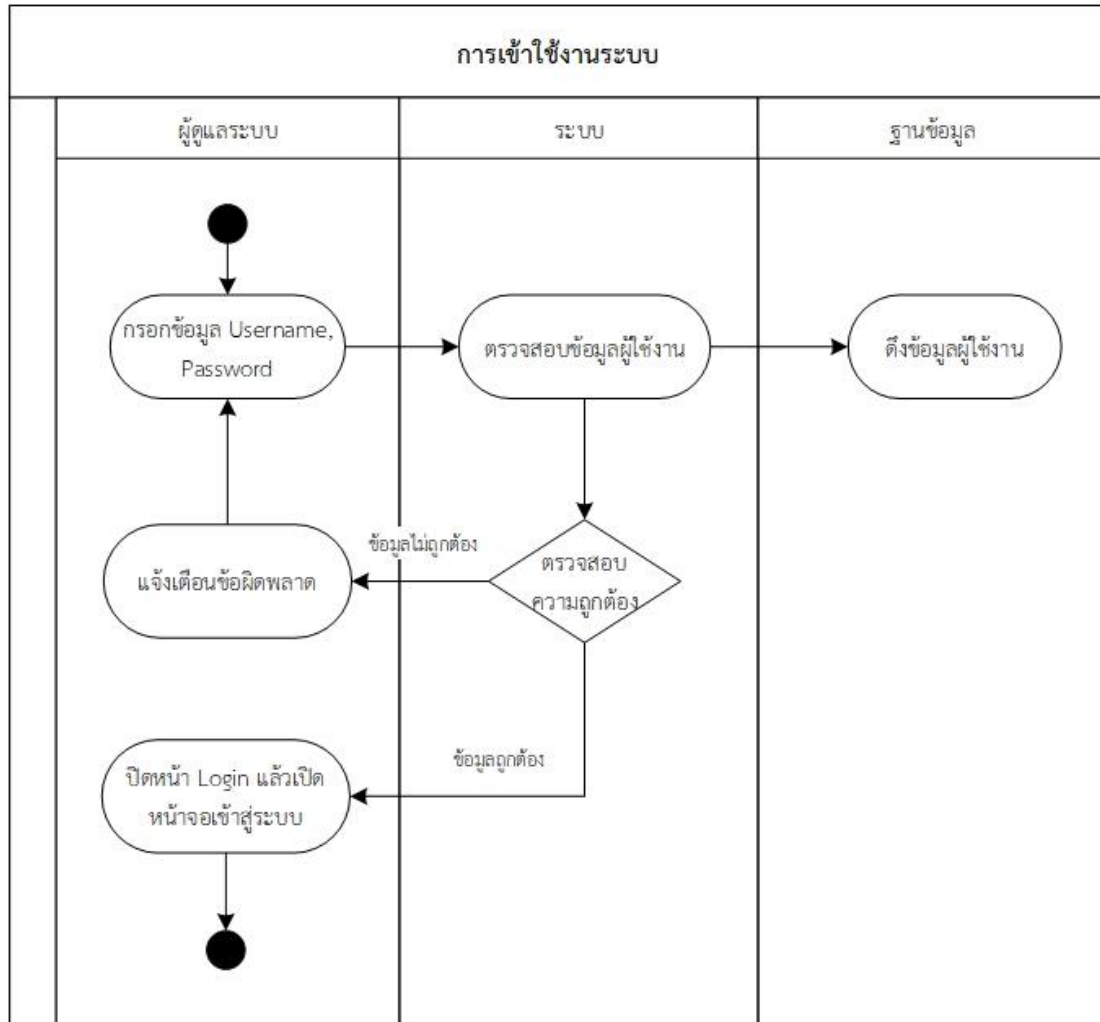 การเข้าใช้งานระบบ
ผู้ดูแลระบบ
ระบบ
ฐานข้อมูล
กรอกข้อมูล Username,
Password
ตรวจสอบข้อมูลผู้ใช้งาน
ดึงข้อมูลผู้ใช้งาน
ข้อมูลไม่ถูกต้อง
ตรวจสอบ
ความถูกต้อง
แจ้งเตือนข้อผิดพลาด
ข้อมูลถูกต้อง
ปิดหน้า Login แล้วเปิด
หน้าจอเข้าสู่ระบบ